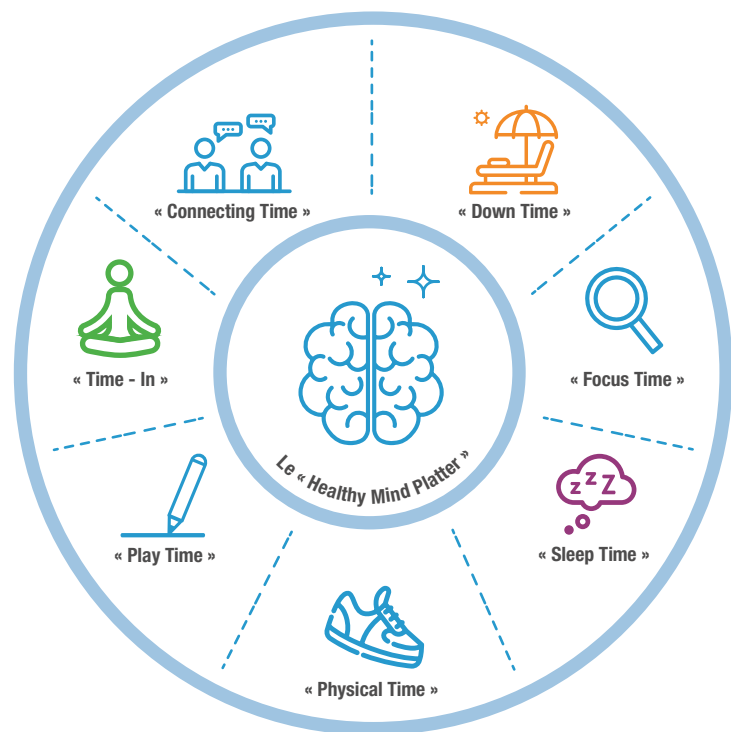 « Connecting Time »
« Down Time »
« Time - In »
« Focus Time »
Le « Healthy Mind Platter »
« Play Time »
z z Z
« Sleep Time »
« Physical Time »